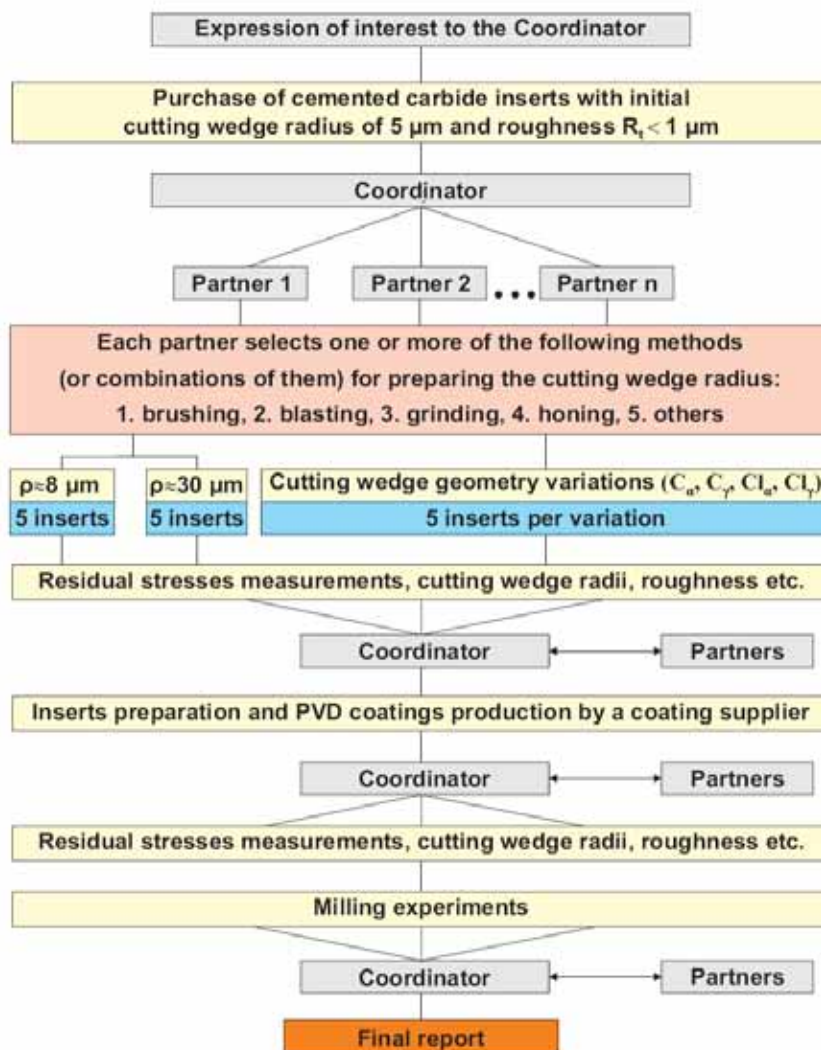 Expression of interest to the Coordinator
Purchase of cemented carbide inserts with initial
cutting wedge radius of 5 µm and roughness Rₜ < 1 µm
Coordinator
Partner 1
Partner 2
•••
Partner n
Each partner selects one or more of the following methods
(or combinations of them) for preparing the cutting wedge radius:
1. brushing, 2. blasting, 3. grinding, 4. honing, 5. others
ρ≈8 µm
5 inserts
ρ≈30 µm
5 inserts
Cutting wedge geometry variations (Cα, Cγ, Clα, Clγ)
5 inserts per variation
Residual stresses measurements, cutting wedge radii, roughness etc.
Coordinator
Partners
Inserts preparation and PVD coatings production by a coating supplier
Coordinator
Partners
Residual stresses measurements, cutting wedge radii, roughness etc.
Milling experiments
Coordinator
Partners
Final report